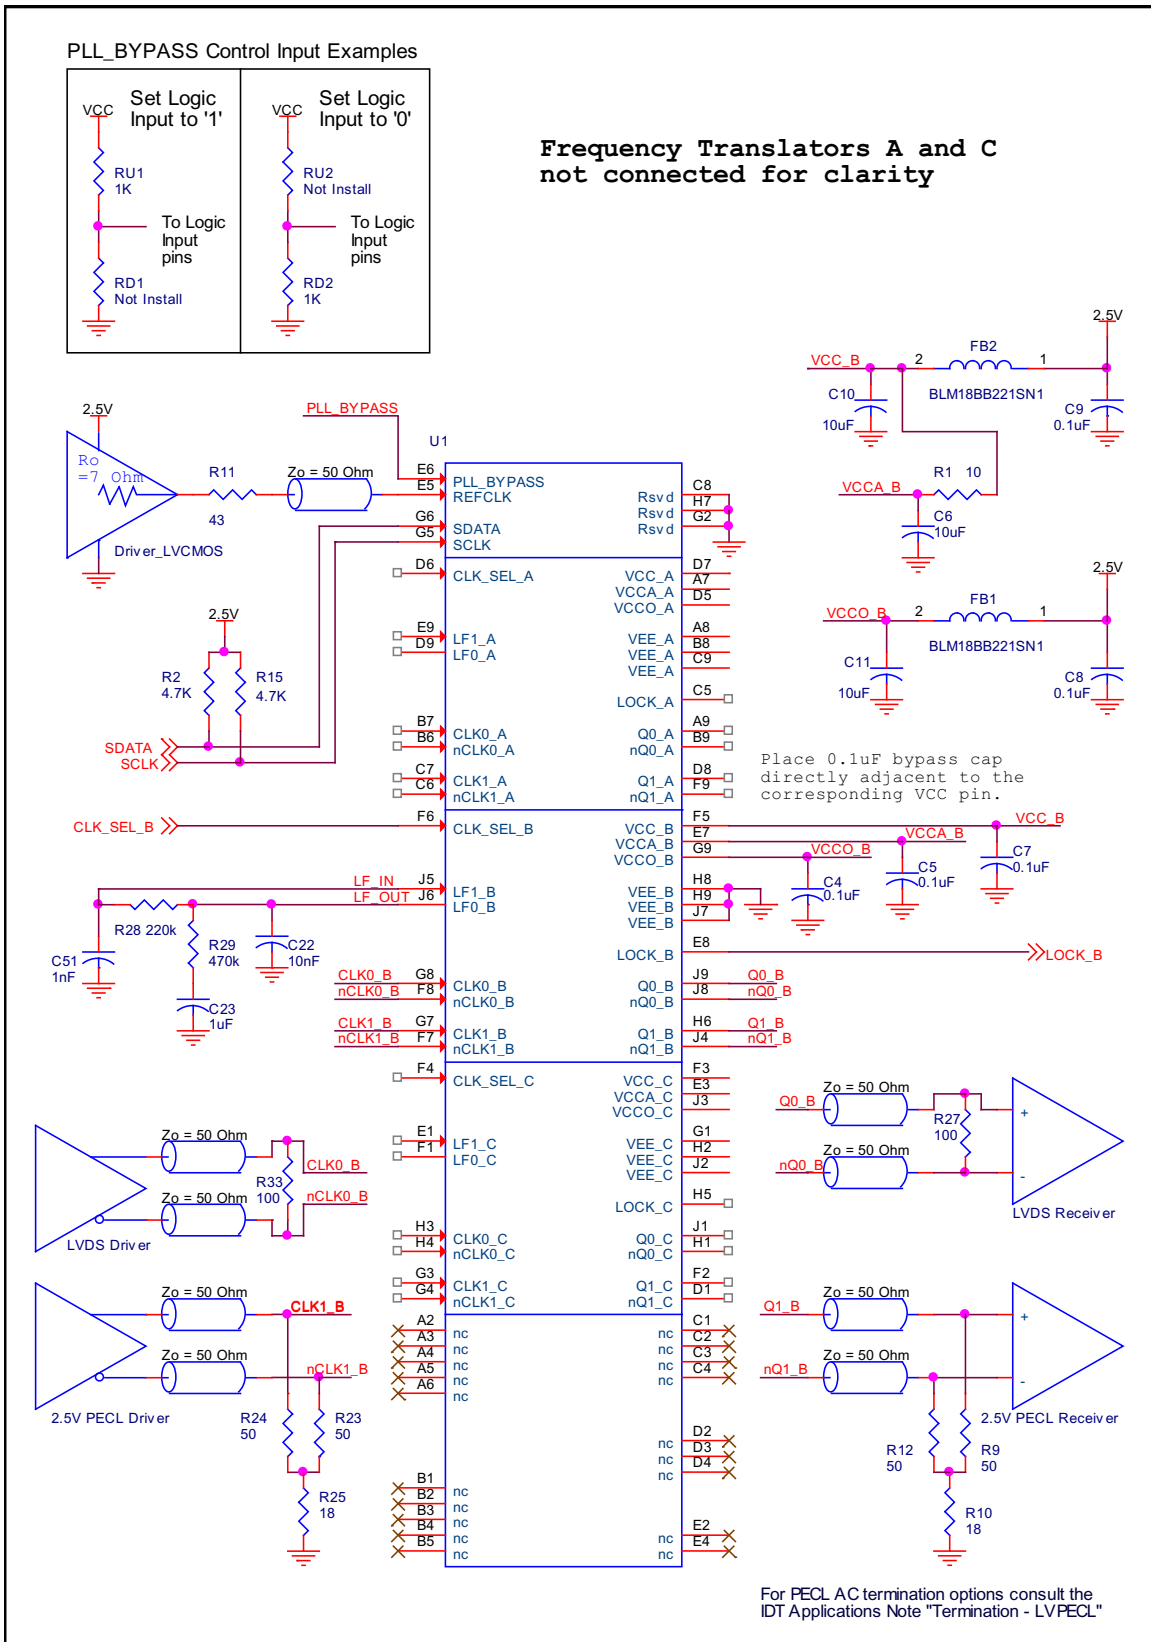 PLL_BYPASS Control Input Examples
VCC
Set Logic
Input to '1'
RU1
1K
To Logic
Input
pins
RD1
Not Install
VCC
Set Logic
Input to '0'
RU2
Not Install
To Logic
Input
pins
RD2
1K
Frequency Translators A and C
not connected for clarity
2.5V
VCC_B
2
FB2
1
BLM18BB221SN1
C10
10uF
C9
0.1uF
VCCA_B
R1 10
C6
10uF
2.5V
VCCO_B
2
FB1
1
BLM18BB221SN1
C11
10uF
C8
0.1uF
2.5V
Ro
=7 Ohm
Driver_LVCMOS
R11
43
Zo = 50 Ohm
PLL_BYPASS
U1
E6
PLL_BYPASS
E5
REFCLK
G6
SDATA
G5
SCLK
C8
Rsvd
H7
Rsvd
G2
Rsvd
D6
CLK_SEL_A
D7
VCC_A
A7
VCCA_A
D5
VCCO_A
E9
LF1_A
D9
LF0_A
A8
VEE_A
B8
VEE_A
C9
VEE_A
C5
LOCK_A
2.5V
R2
4.7K
R15
4.7K
SDATA
SCLK
B7
CLK0_A
B6
nCLK0_A
A9
Q0_A
B9
nQ0_A
C7
CLK1_A
C6
nCLK1_A
D8
Q1_A
F9
nQ1_A
Place 0.1uF bypass cap
directly adjacent to the
corresponding VCC pin.
CLK_SEL_B
F6
CLK_SEL_B
F5
VCC_B
VCC_B
E7
VCCA_B
VCCA_B
G9
VCCO_B
VCCO_B
C7
0.1uF
C5
0.1uF
C4
0.1uF
LF_IN
J5
LF1_B
LF_OUT
J6
LF0_B
H8
VEE_B
H9
VEE_B
J7
VEE_B
R28 220k
C51
1nF
R29
470k
C22
10nF
C23
1uF
E8
LOCK_B
LOCK_B
CLK0_B
G8
CLK0_B
nCLK0_B
F8
nCLK0_B
J9
Q0_B
Q0_B
J8
nQ0_B
nQ0_B
CLK1_B
G7
CLK1_B
nCLK1_B
F7
nCLK1_B
H6
Q1_B
Q1_B
J4
nQ1_B
nQ1_B
F4
CLK_SEL_C
F3
VCC_C
E3
VCCA_C
J3
VCCO_C
E1
LF1_C
F1
LF0_C
G1
VEE_C
H2
VEE_C
J2
VEE_C
H5
LOCK_C
H3
CLK0_C
H4
nCLK0_C
J1
Q0_C
H1
nQ0_C
G3
CLK1_C
G4
nCLK1_C
F2
Q1_C
D1
nQ1_C
Zo = 50 Ohm
CLK0_B
R33
100
Zo = 50 Ohm
nCLK0_B
LVDS Driver
Q0_B
Zo = 50 Ohm
R27
100
nQ0_B
Zo = 50 Ohm
+
-
LVDS Receiver
Zo = 50 Ohm
CLK1_B
Zo = 50 Ohm
nCLK1_B
2.5V PECL Driver
R24
50
R23
50
R25
18
Q1_B
Zo = 50 Ohm
nQ1_B
Zo = 50 Ohm
+
-
2.5V PECL Receiver
R12
50
R9
50
R10
18
A2
nc
A3
nc
A4
nc
A5
nc
A6
nc
C1
nc
C2
nc
C3
nc
C4
nc
D2
nc
D3
nc
D4
nc
B1
nc
B2
nc
B3
nc
B4
nc
B5
nc
E2
nc
E4
nc
For PECL AC termination options consult the
IDT Applications Note "Termination - LVPECL"